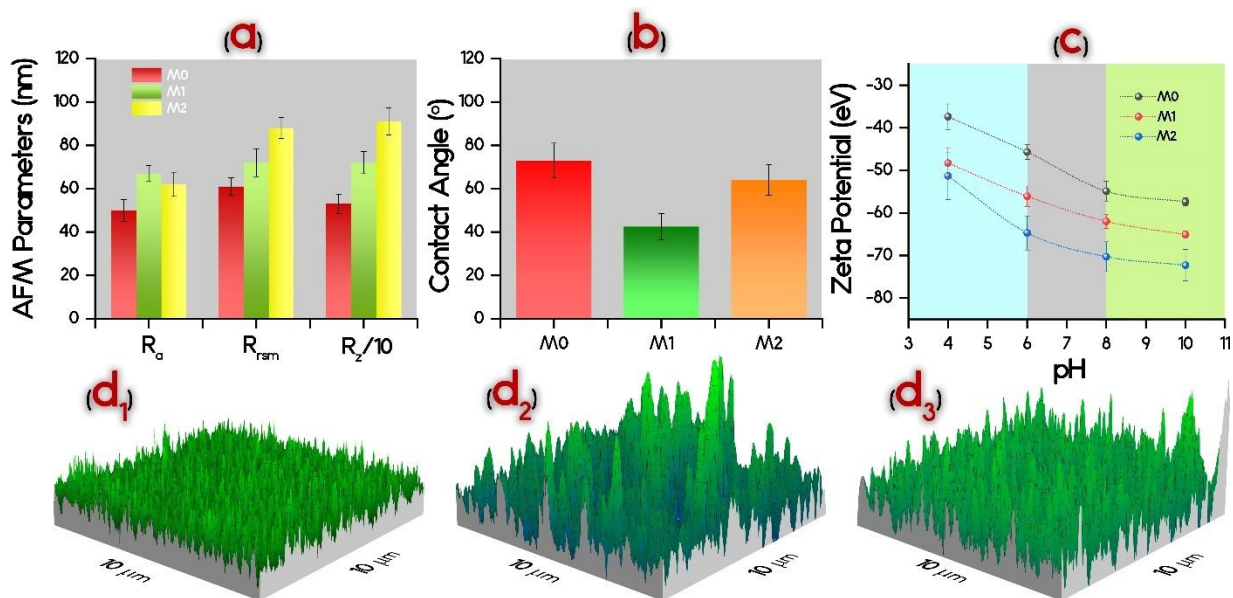 (a)
AFM Parameters (nm)
120
100
80
60
40
20
0
M0
M1
M2
Ra
Rrsm
Rz/10
(b)
Contact Angle (°)
120
100
80
60
40
20
0
M0
M1
M2
(c)
Zeta Potential (eV)
-30
-40
-50
-60
-70
-80
M0
M1
M2
3 4 5 6 7 8 9 10 11
pH
(d1)
10 μm
10 μm
(d2)
10 μm
10 μm
(d3)
10 μm
10 μm